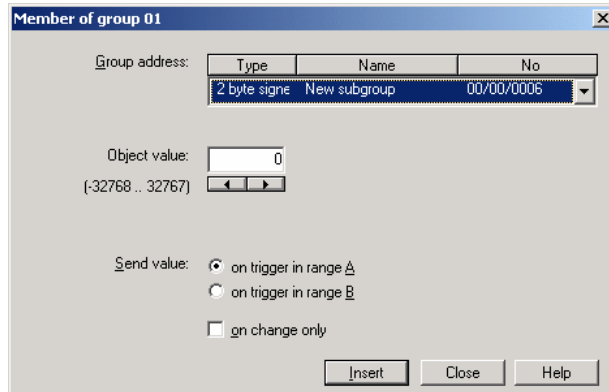 Member of group 01
Group address:
Type Name No
2 byte signe New subgroup 00/00/0006
Object value: 0
(-32768 .. 32767)
Send value: on trigger in range A
on trigger in range B
on change only
Insert Close Help